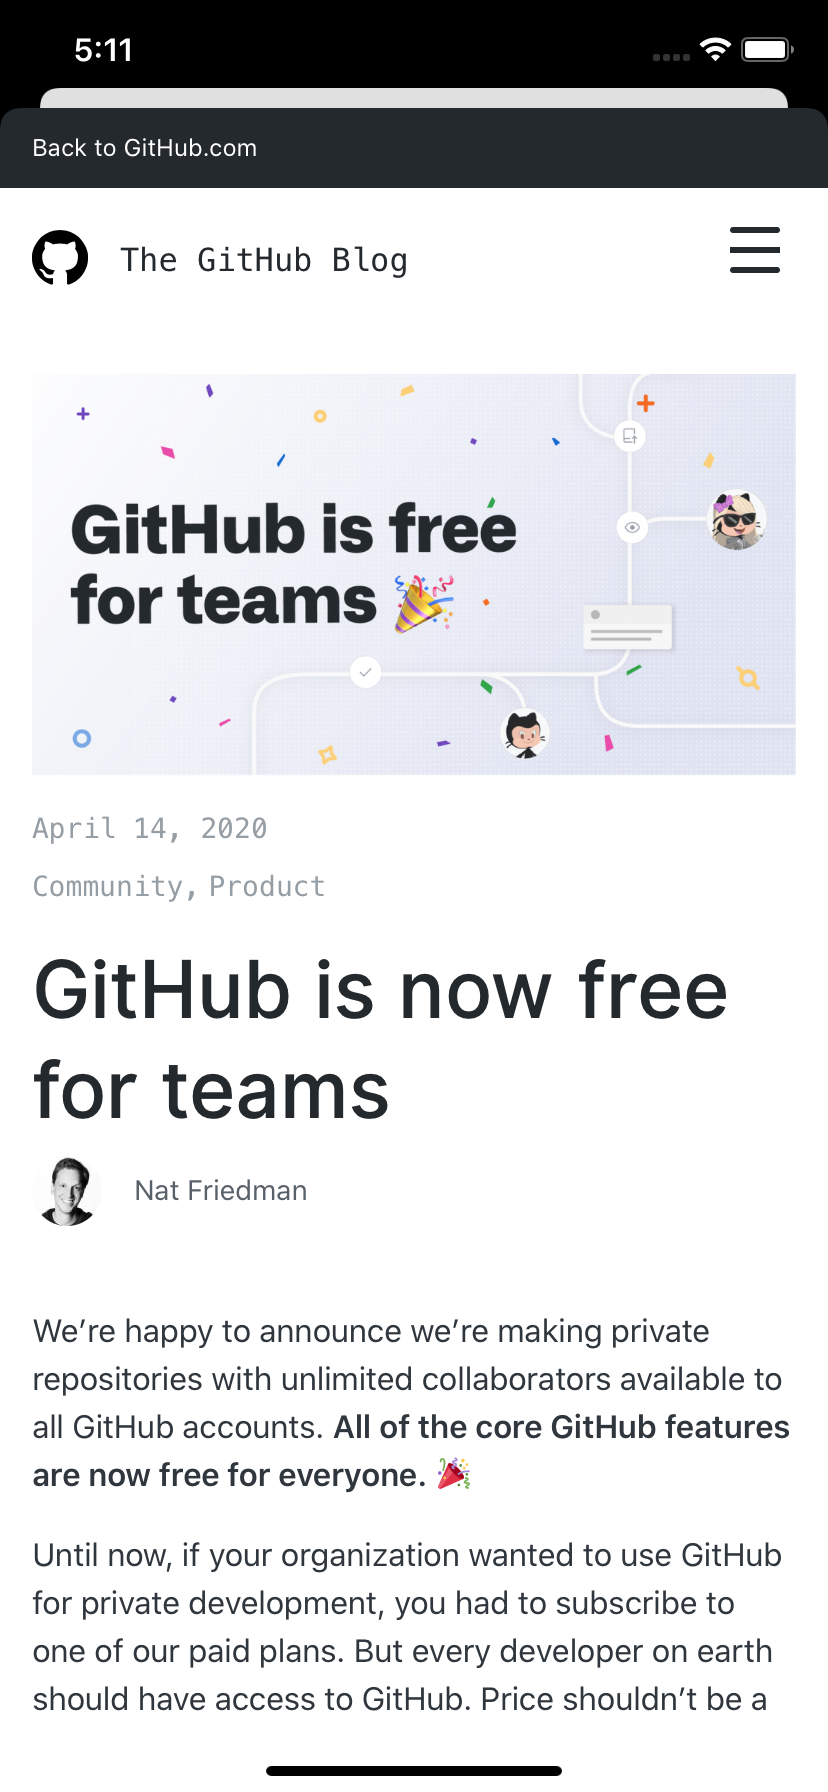 5:11
Back to GitHub.com
The GitHub Blog
GitHub is free
for teams 🎉
April 14, 2020
Community, Product
GitHub is now free
for teams
Nat Friedman
We’re happy to announce we’re making private
repositories with unlimited collaborators available to
all GitHub accounts. All of the core GitHub features
are now free for everyone. 🎉
Until now, if your organization wanted to use GitHub
for private development, you had to subscribe to
one of our paid plans. But every developer on earth
should have access to GitHub. Price shouldn’t be a